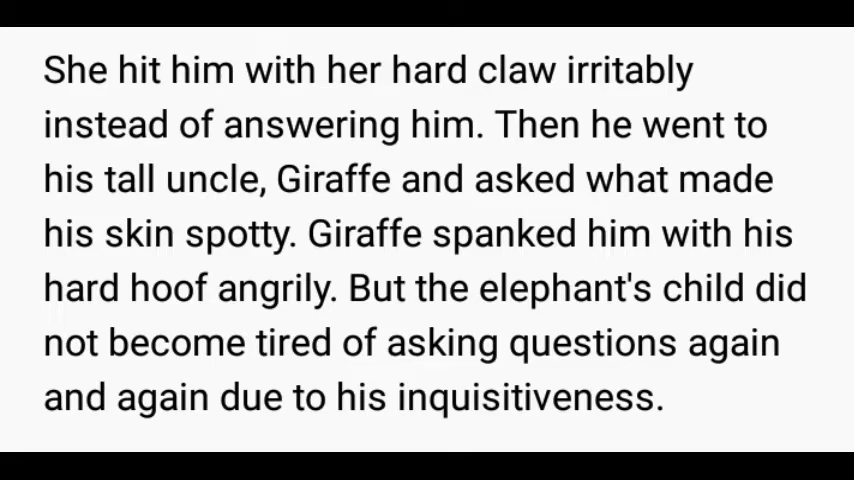 She hit him with her hard claw irritably
instead of answering him. Then he went to
his tall uncle, Giraffe and asked what made
his skin spotty. Giraffe spanked him with his
hard hoof angrily. But the elephant's child did
not become tired of asking questions again
and again due to his inquisitiveness.